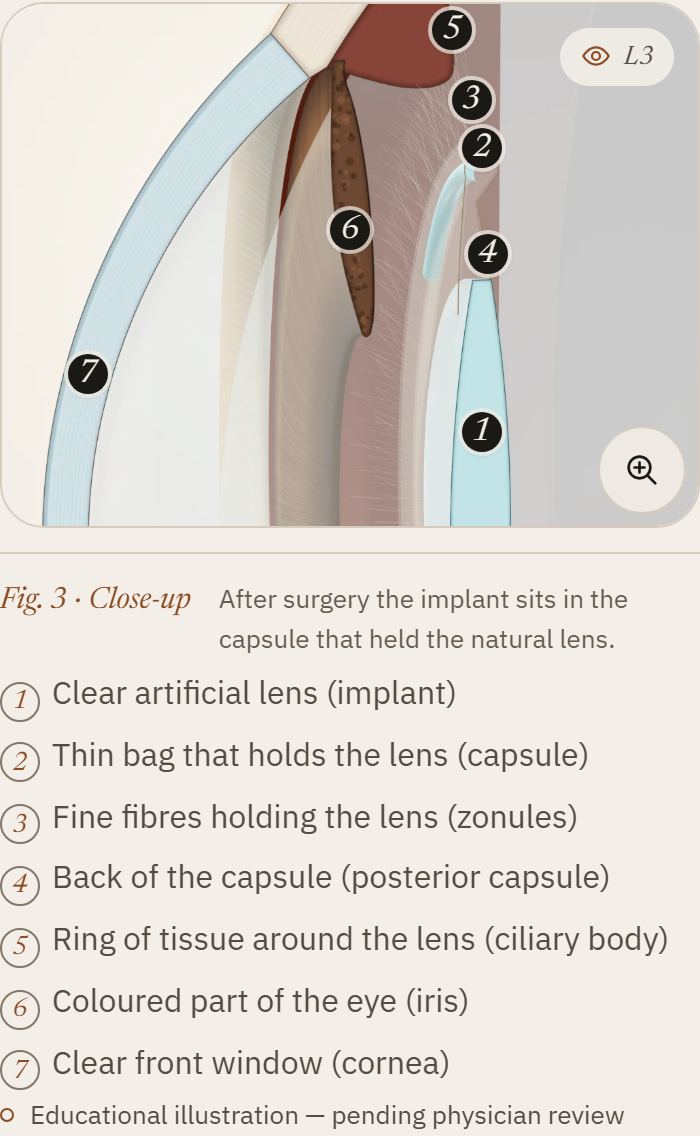 5
L3
3
2
6
4
7
1
Fig. 3 · Close-up
After surgery the implant sits in the
capsule that held the natural lens.
1 Clear artificial lens (implant)
2 Thin bag that holds the lens (capsule)
3 Fine fibres holding the lens (zonules)
4 Back of the capsule (posterior capsule)
5 Ring of tissue around the lens (ciliary body)
6 Coloured part of the eye (iris)
7 Clear front window (cornea)
Educational illustration — pending physician review